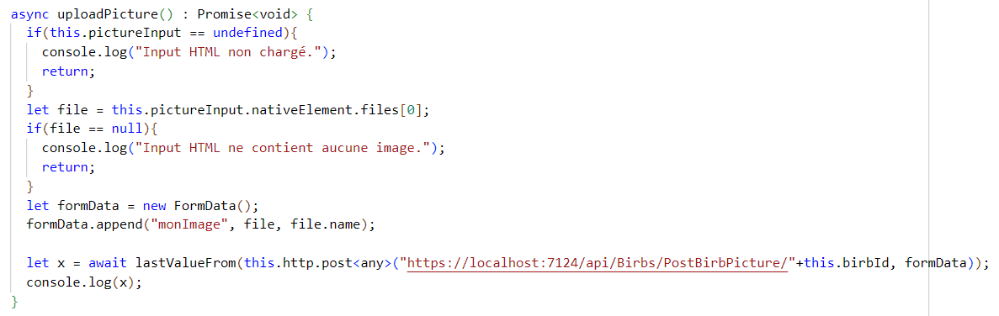 async uploadPicture() : Promise<void> {
  if(this.pictureInput == undefined){
    console.log("Input HTML non chargé.");
    return;
  }
  let file = this.pictureInput.nativeElement.files[0];
  if(file == null){
    console.log("Input HTML ne contient aucune image.");
    return;
  }
  let formData = new FormData();
  formData.append("monImage", file, file.name);

  let x = await lastValueFrom(this.http.post<any>("https://localhost:7124/api/Birbs/PostBirbPicture/"+this.birbId, formData));
  console.log(x);
}